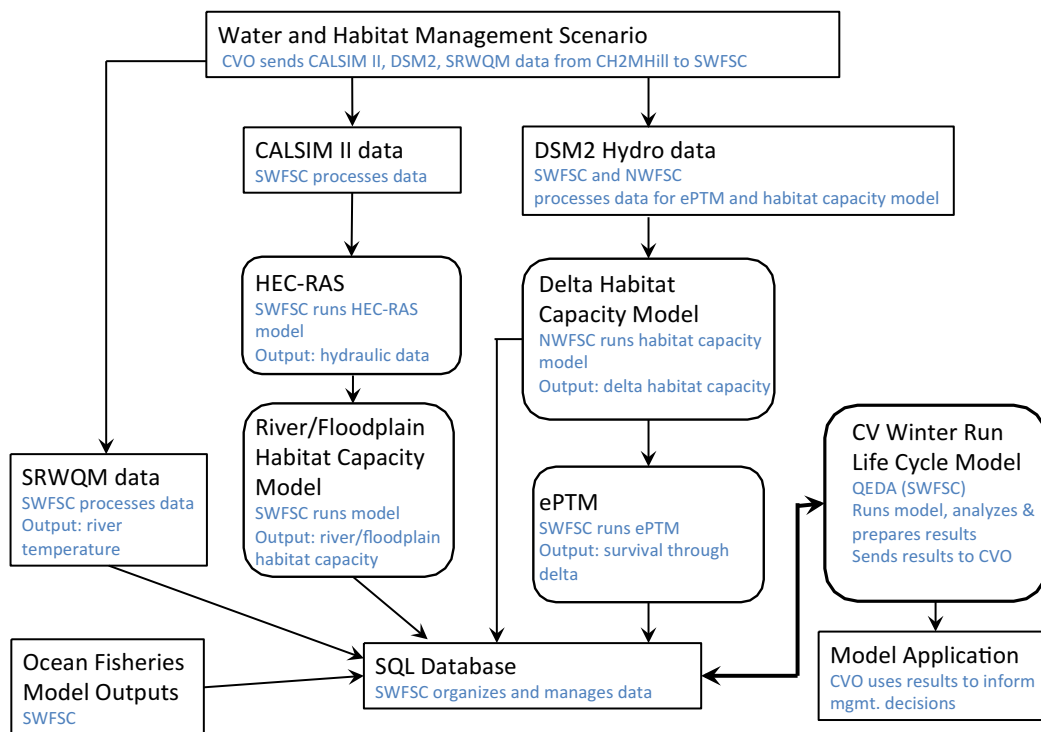 Water and Habitat Management Scenario
CVO sends CALSIM II, DSM2, SRWQM data from CH2MHill to SWFSC
CALSIM II data
SWFSC processes data
DSM2 Hydro data
SWFSC and NWFSC
processes data for ePTM and habitat capacity model
HEC-RAS
SWFSC runs HEC-RAS
model
Output: hydraulic data
Delta Habitat
Capacity Model
NWFSC runs habitat capacity
model
Output: delta habitat capacity
River/Floodplain
Habitat Capacity
Model
SWFSC runs model
Output: river/floodplain
habitat capacity
CV Winter Run
Life Cycle Model
QEDA (SWFSC)
Runs model, analyzes &
prepares results
Sends results to CVO
SRWQM data
SWFSC processes data
Output: river
temperature
ePTM
SWFSC runs ePTM
Output: survival through
delta
Ocean Fisheries
Model Outputs
SWFSC
SQL Database
SWFSC organizes and manages data
Model Application
CVO uses results to inform
mgmt. decisions